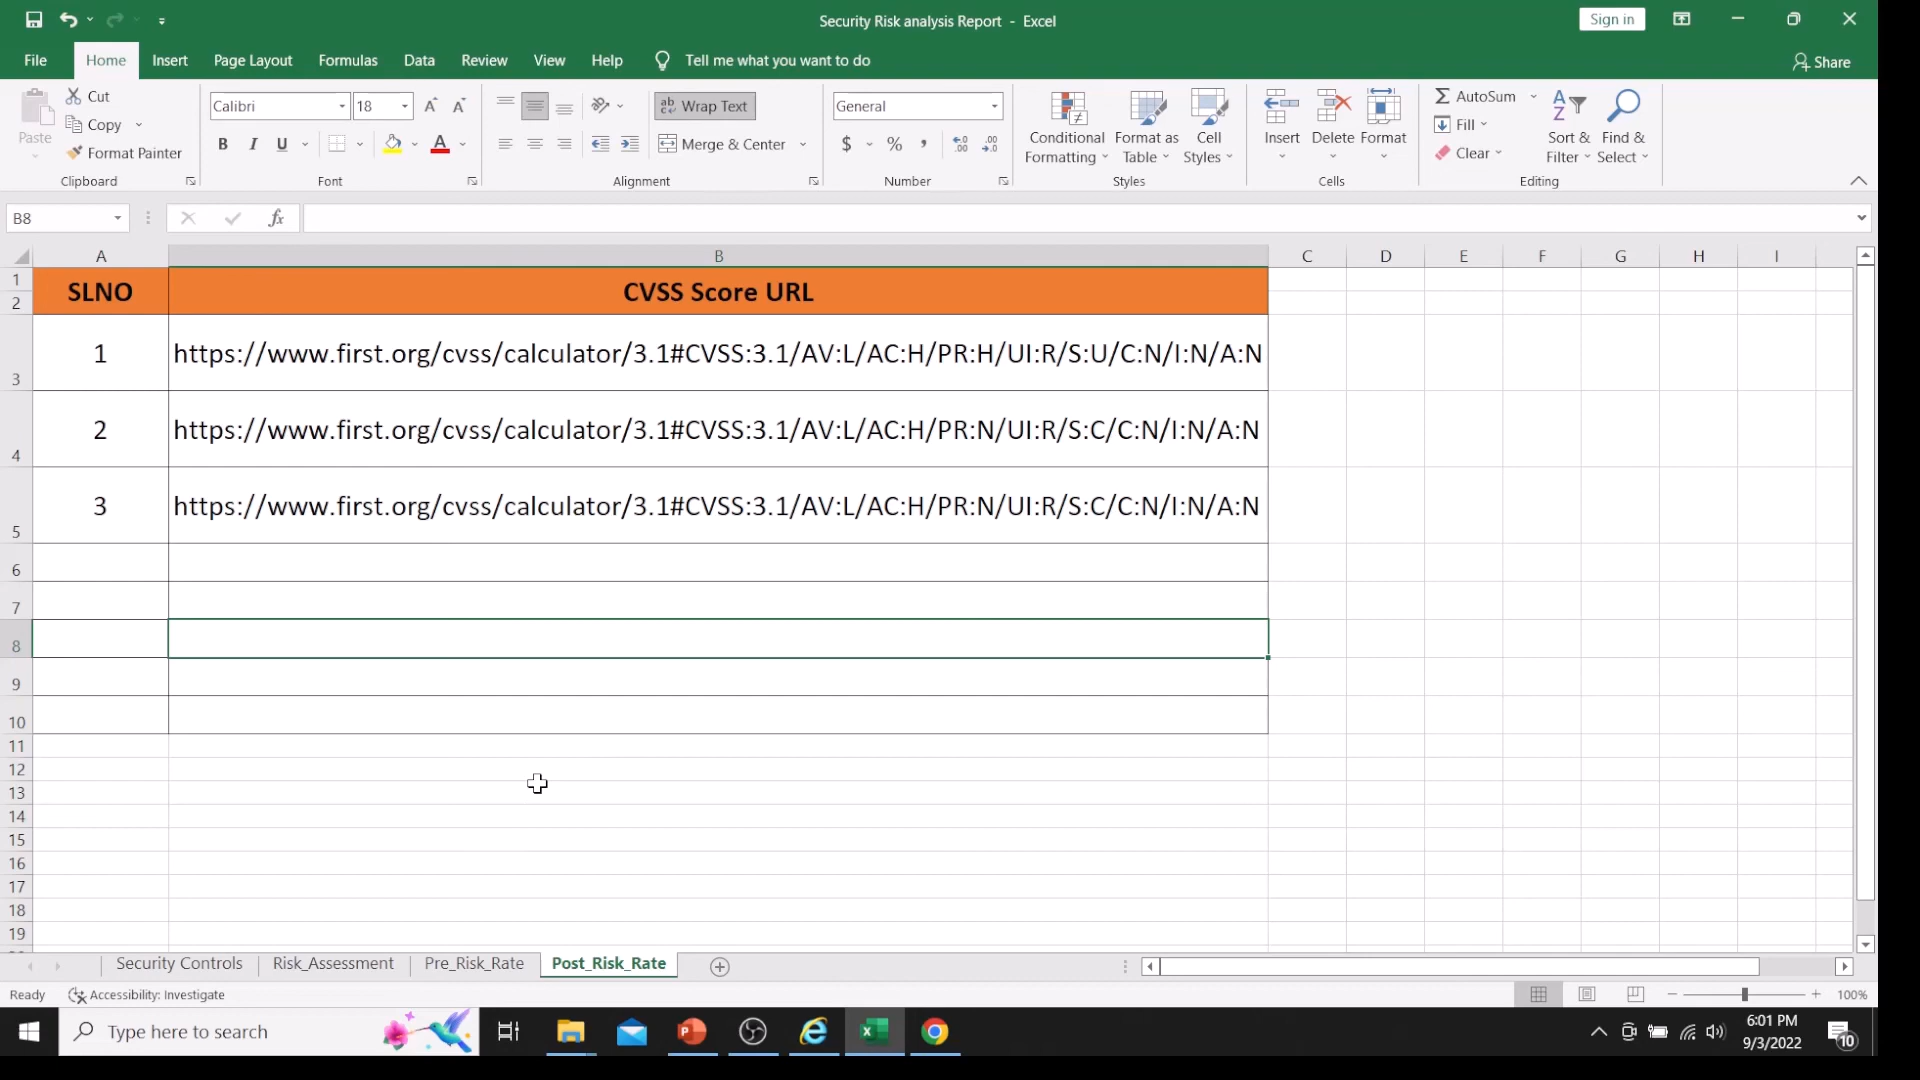 Security Risk analysis Report - Excel
Sign in
File Home Insert Page Layout Formulas Data Review View Help Tell me what you want to do Share
Paste
Cut
Copy
Format Painter
Clipboard
Calibri 18
B I U
Font
Wrap Text
Merge & Center
Alignment
General
$ % ,
Number
Conditional Formatting
Format as Table
Cell Styles
Styles
Insert Delete Format
Cells
AutoSum
Fill
Clear
Sort & Filter
Find & Select
Editing
B8 fx
A B C D E F G H I
1
2
SLNO CVSS Score URL
3 1 https://www.first.org/cvss/calculator/3.1#CVSS:3.1/AV:L/AC:H/PR:H/UI:R/S:U/C:N/I:N/A:N
4 2 https://www.first.org/cvss/calculator/3.1#CVSS:3.1/AV:L/AC:H/PR:N/UI:R/S:C/C:N/I:N/A:N
5 3 https://www.first.org/cvss/calculator/3.1#CVSS:3.1/AV:L/AC:H/PR:N/UI:R/S:C/C:N/I:N/A:N
6
7
8
9
10
11
12
13
14
15
16
17
18
19
Security Controls Risk_Assessment Pre_Risk_Rate Post_Risk_Rate
Ready Accessibility: Investigate 100%
Type here to search
6:01 PM
9/3/2022
10